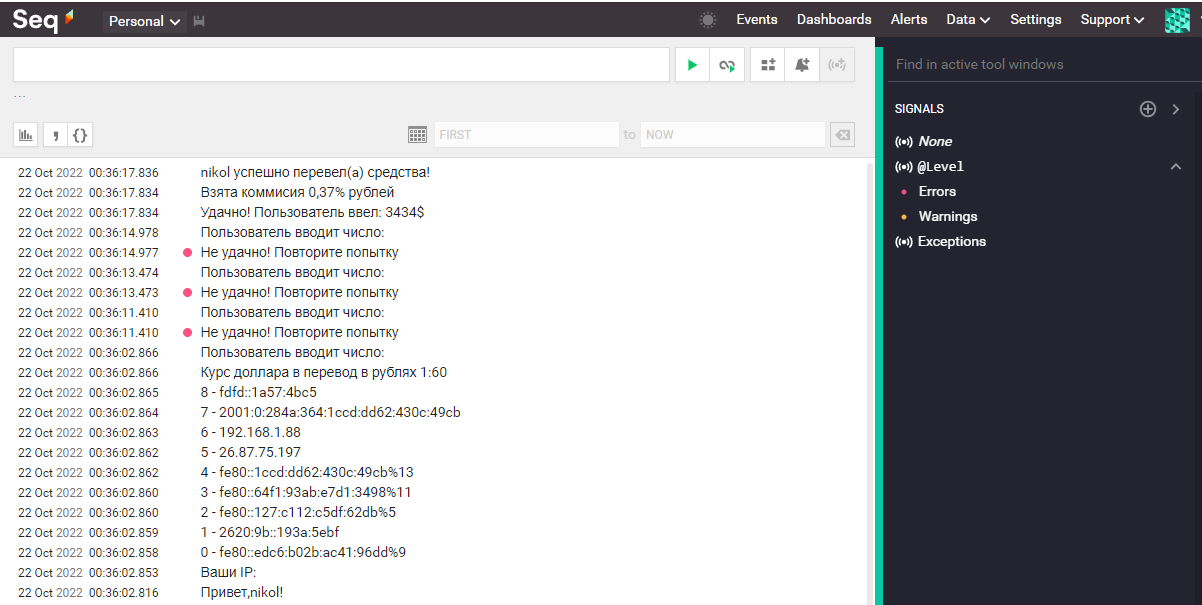 Seq
Personal
Events Dashboards Alerts Data Settings Support
Find in active tool windows
...
FIRST to NOW
SIGNALS
None
@Level
Errors
Warnings
Exceptions
22 Oct 2022 00:36:17.836 nikol успешно перевел(а) средства!
22 Oct 2022 00:36:17.834 Взята коммисия 0,37% рублей
22 Oct 2022 00:36:17.834 Удачно! Пользователь ввел: 3434$
22 Oct 2022 00:36:14.978 Пользователь вводит число:
22 Oct 2022 00:36:14.977 Не удачно! Повторите попытку
22 Oct 2022 00:36:13.474 Пользователь вводит число:
22 Oct 2022 00:36:13.473 Не удачно! Повторите попытку
22 Oct 2022 00:36:11.410 Пользователь вводит число:
22 Oct 2022 00:36:11.410 Не удачно! Повторите попытку
22 Oct 2022 00:36:02.866 Пользователь вводит число:
22 Oct 2022 00:36:02.866 Курс доллара в перевод в рублях 1:60
22 Oct 2022 00:36:02.865 8 - fdfd::1a57:4bc5
22 Oct 2022 00:36:02.864 7 - 2001:0:284a:364:1ccd:dd62:430c:49cb
22 Oct 2022 00:36:02.863 6 - 192.168.1.88
22 Oct 2022 00:36:02.862 5 - 26.87.75.197
22 Oct 2022 00:36:02.862 4 - fe80::1ccd:dd62:430c:49cb%13
22 Oct 2022 00:36:02.860 3 - fe80::64f1:93ab:e7d1:3498%11
22 Oct 2022 00:36:02.860 2 - fe80::127:c112:c5df:62db%5
22 Oct 2022 00:36:02.859 1 - 2620:9b::193a:5ebf
22 Oct 2022 00:36:02.858 0 - fe80::edc6:b02b:ac41:96dd%9
22 Oct 2022 00:36:02.853 Ваши IP:
22 Oct 2022 00:36:02.816 Привет,nikol!